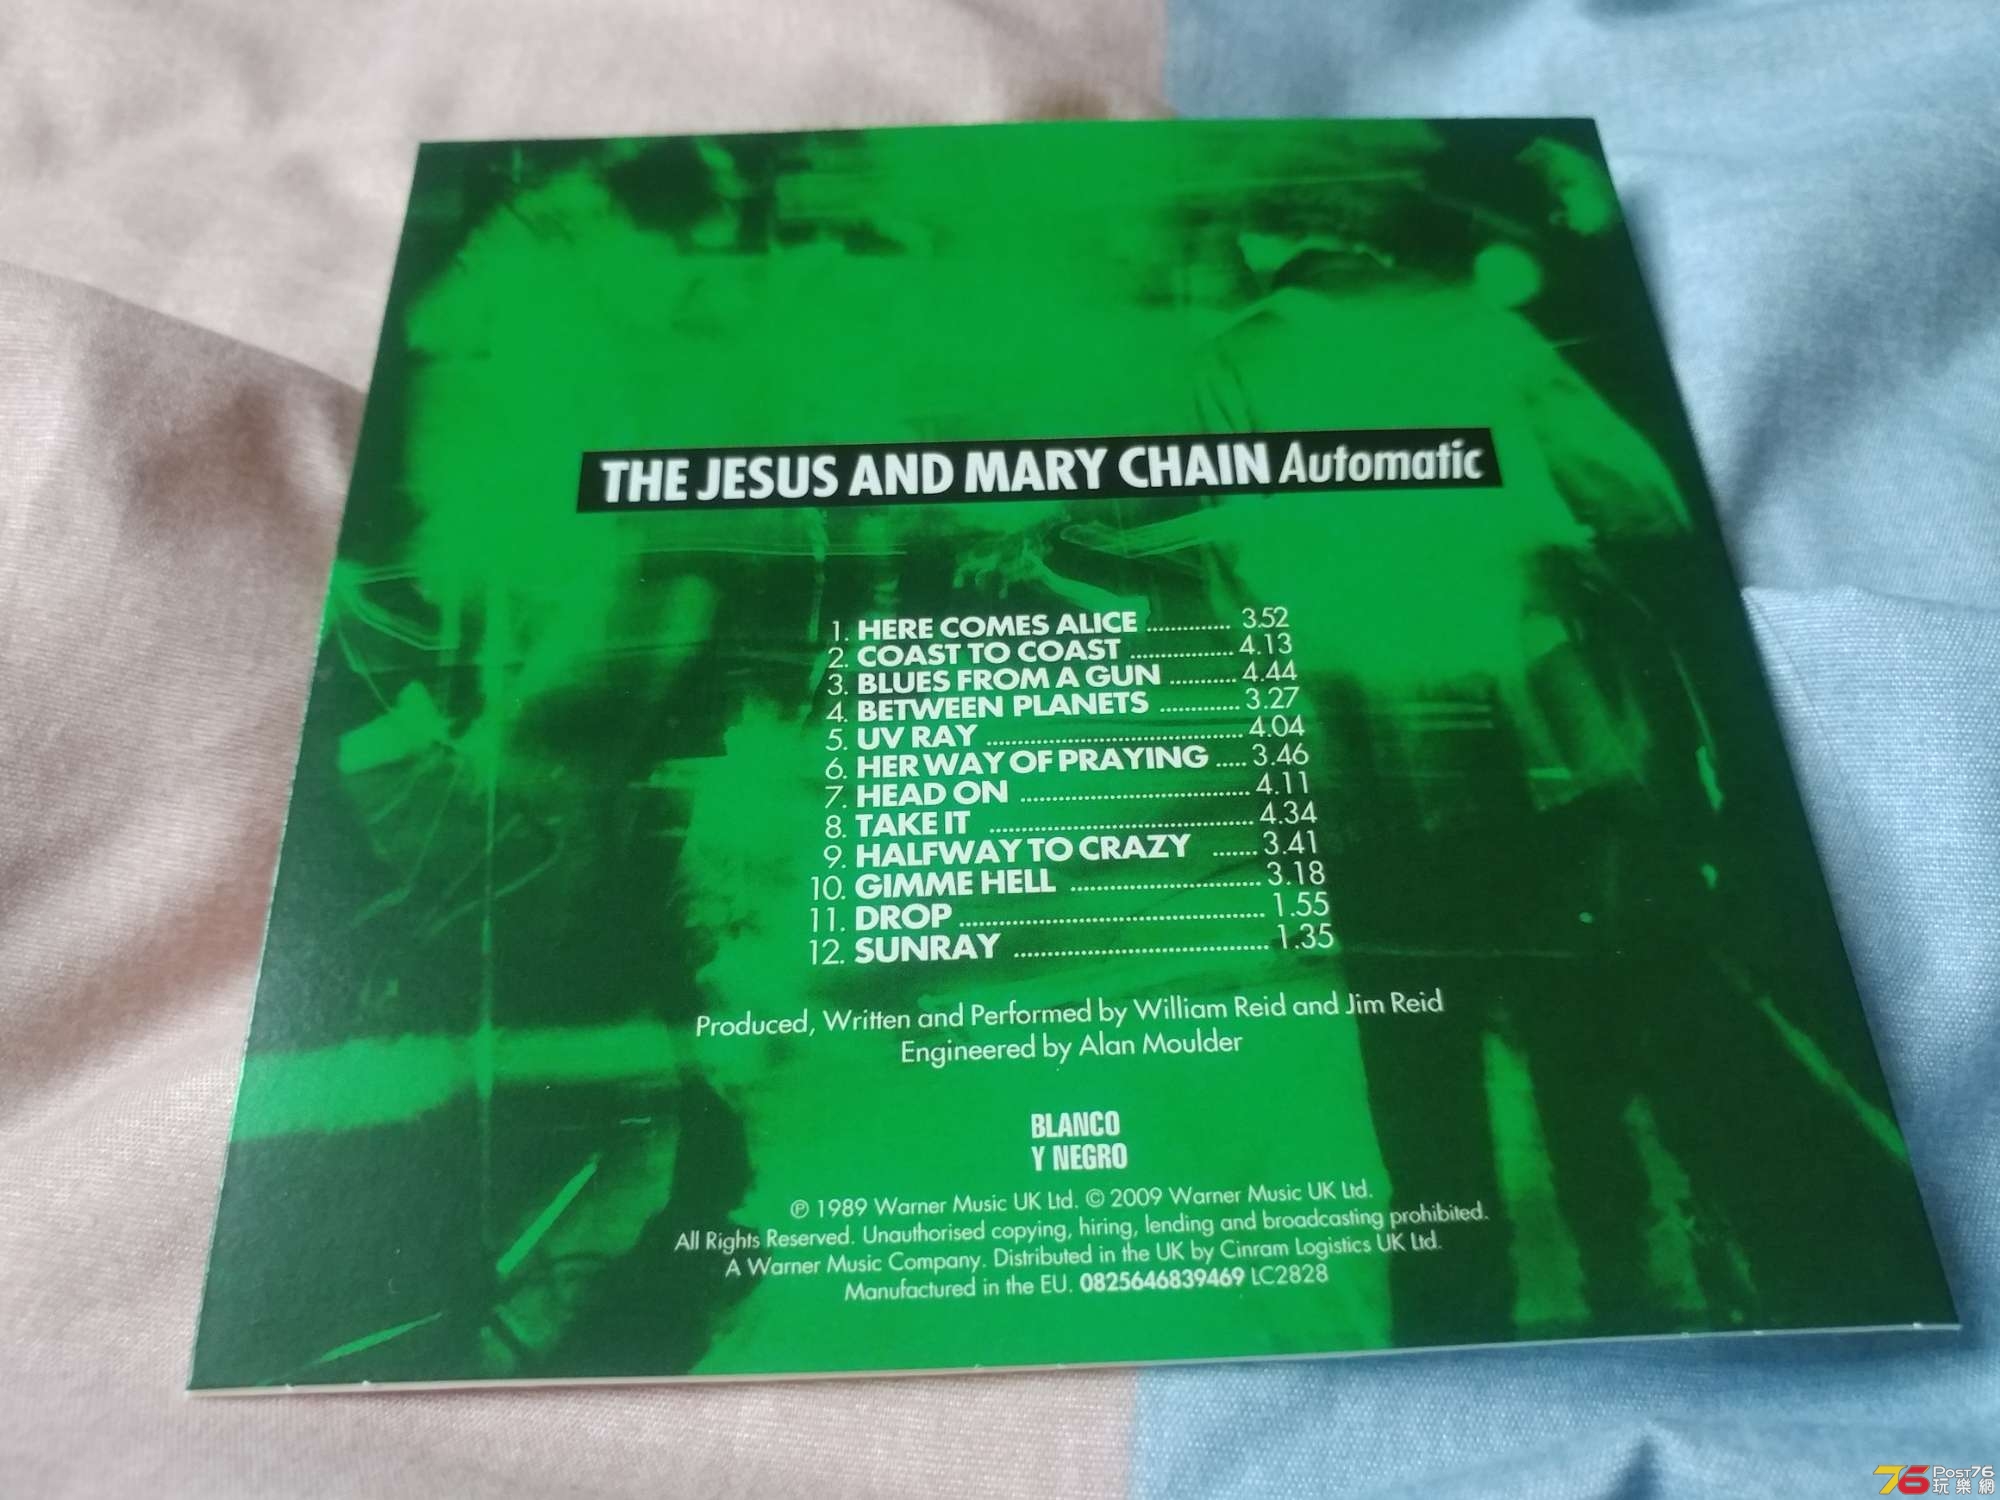 THE JESUS AND MARY CHAIN Automatic
1. HERE COMES ALICE ............. 3.52
2. COAST TO COAST ................ 4.13
3. BLUES FROM A GUN .......... 4.44
4. BETWEEN PLANETS ............ 3.27
5. UV RAY ....................................... 4.04
6. HER WAY OF PRAYING ..... 3.46
7. HEAD ON ................................... 4.11
8. TAKE IT ........................................ 4.34
9. HALFWAY TO CRAZY ....... 3.41
10. GIMME HELL ............................. 3.18
11. DROP .............................................. 1.55
12. SUNRAY ....................................... 1.35
Produced, Written and Performed by William Reid and Jim Reid
Engineered by Alan Moulder
BLANCO
Y NEGRO
℗ 1989 Warner Music UK Ltd. © 2009 Warner Music UK Ltd.
All Rights Reserved. Unauthorised copying, hiring, lending and broadcasting prohibited.
A Warner Music Company. Distributed in the UK by Cinram Logistics UK Ltd.
Manufactured in the EU. 0825646839469 LC2828
76 POST76
玩樂網